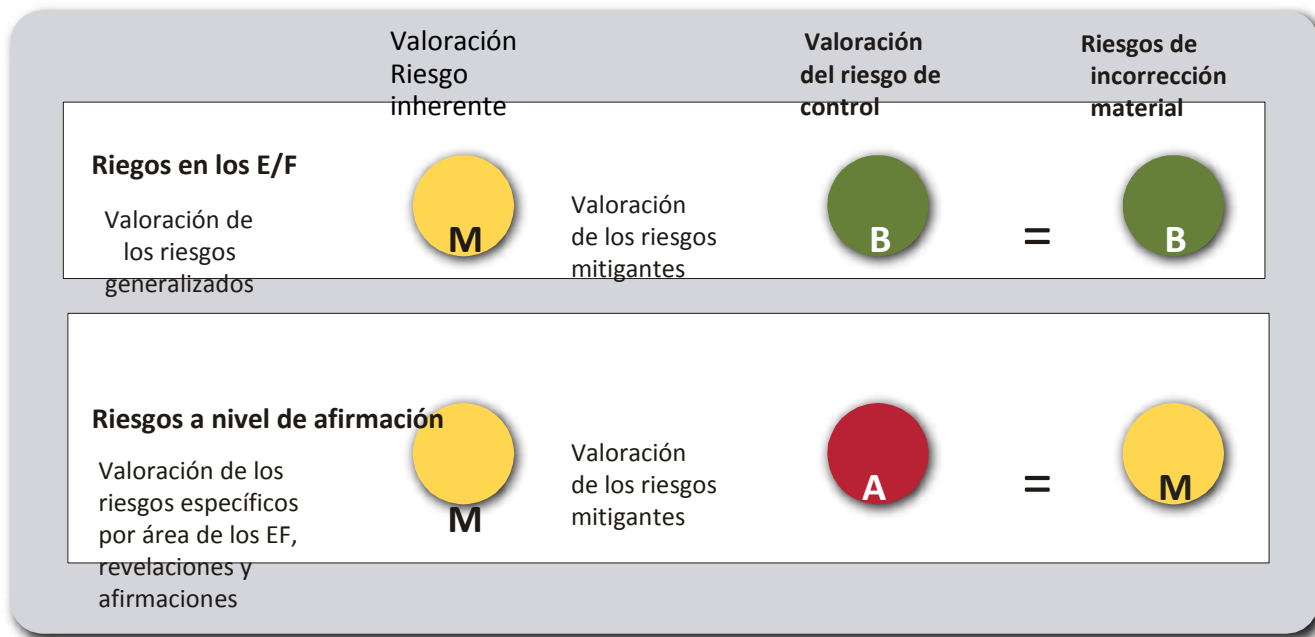 Valoración
Riesgo
inherente
Valoración
del riesgo de
control
Riesgos de
incorrección
material
Riegos en los E/F
Valoración de
los riesgos
generalizados
M
Valoración
de los riesgos
mitigantes
B
=
B
Riesgos a nivel de afirmación
Valoración de los
riesgos específicos
por área de los EF,
revelaciones y
afirmaciones
M
Valoración
de los riesgos
mitigantes
A
=
M